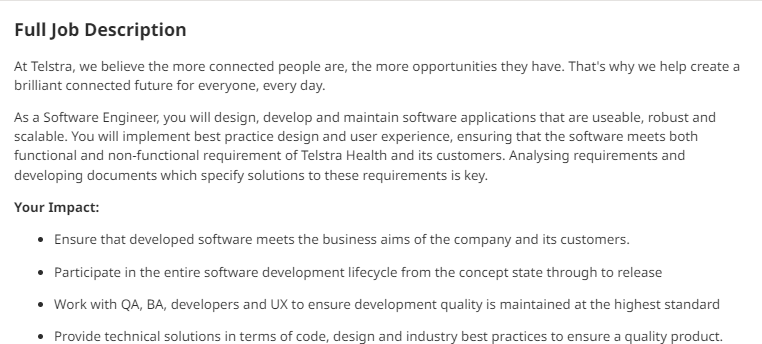 Full Job Description
At Telstra, we believe the more connected people are, the more opportunities they have. That's why we help create a
brilliant connected future for everyone, every day.
As a Software Engineer, you will design, develop and maintain software applications that are useable, robust and
scalable. You will implement best practice design and user experience, ensuring that the software meets both
functional and non-functional requirement of Telstra Health and its customers. Analysing requirements and
developing documents which specify solutions to these requirements is key.
Your Impact:
• Ensure that developed software meets the business aims of the company and its customers.
• Participate in the entire software development lifecycle from the concept state through to release
• Work with QA, BA, developers and UX to ensure development quality is maintained at the highest standard
• Provide technical solutions in terms of code, design and industry best practices to ensure a quality product.